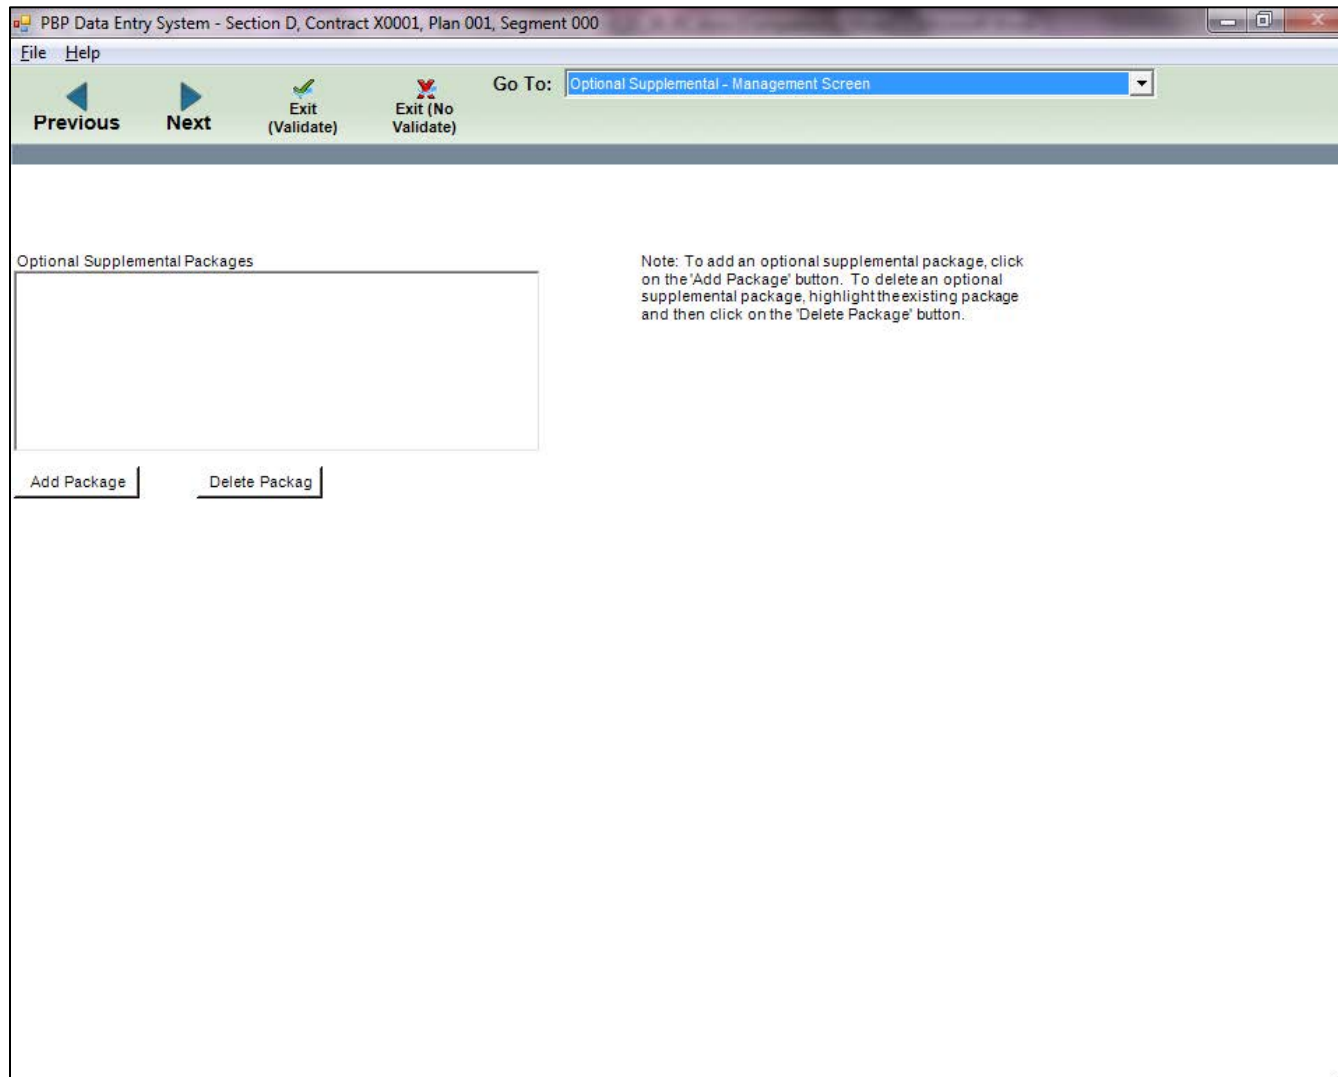 PBP Data Entry System - Section D, Contract X0001, Plan 001, Segment 000
File Help
Previous
Next
Exit
(Validate)
Exit (No
Validate)
Go To:
Optional Supplemental - Management Screen
Optional Supplemental Packages
Note: To add an optional supplemental package, click
on the 'Add Package' button. To delete an optional
supplemental package, highlight the existing package
and then click on the 'Delete Package' button.
Add Package
Delete Packag